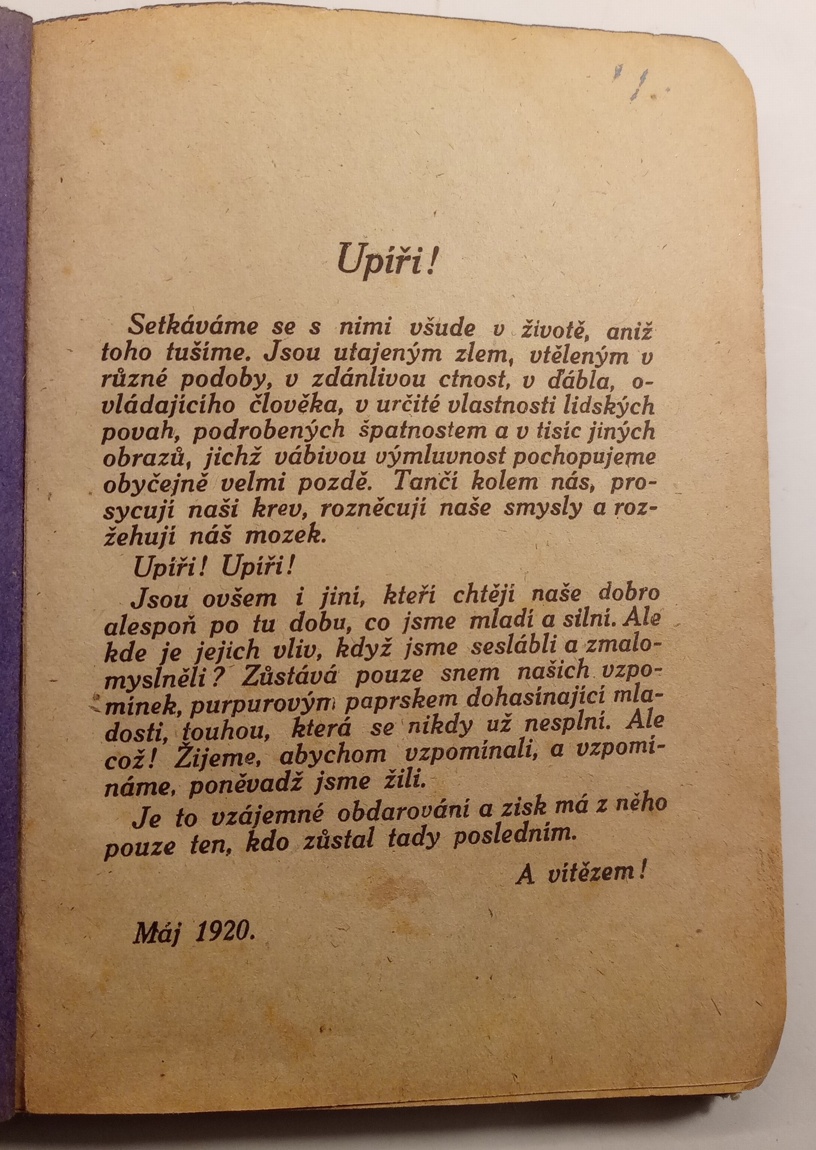 Upíři!
Setkáváme se s nimi všude v životě, aniž
toho tušíme. Jsou utajeným zlem, vtěleným v
různé podoby, v zdánlivou ctnost, v ďábla, o-
vládajícího člověka, v určité vlastnosti lidských
povah, podrobených špatnostem a v tisíc jiných
obrazů, jichž vábivou výmluvnost pochopujeme
obyčejně velmi pozdě. Tančí kolem nás, pro-
sycují naši krev, rozněcují naše smysly a roz-
žehují náš mozek.
Upíři! Upíři!
Jsou ovšem i jiní, kteří chtějí naše dobro
alespoň po tu dobu, co jsme mladí a silní. Ale
kde je jejich vliv, když jsme seslábli a zmalo-
myslněli? Zůstává pouze snem našich vzpo-
mínek, purpurovým paprskem dohasínající mla-
dosti, touhou, která se nikdy už nesplní. Ale
což! Žijeme, abychom vzpomínali, a vzpomí-
náme, poněvadž jsme žili.
Je to vzájemné obdarování a zisk má z něho
pouze ten, kdo zůstal tady posledním.
A vítězem!
Máj 1920.